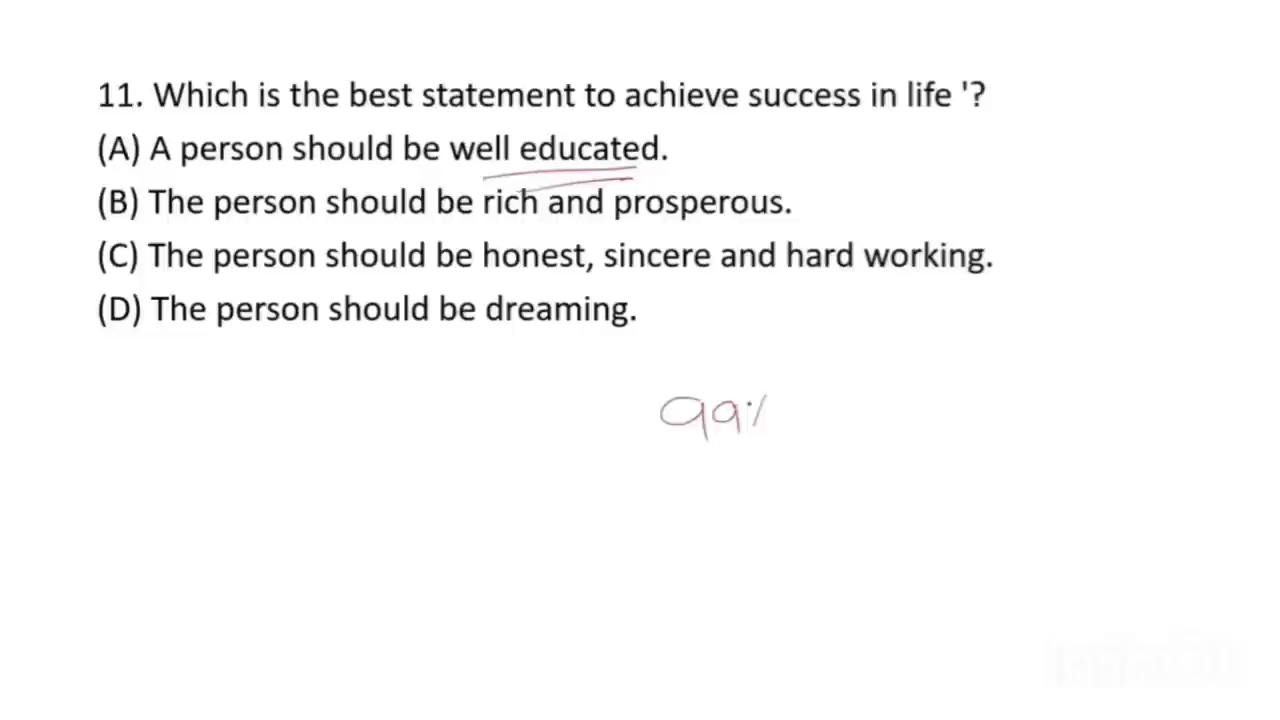 11. Which is the best statement to achieve success in life '?
(A) A person should be well educated.
(B) The person should be rich and prosperous.
(C) The person should be honest, sincere and hard working.
(D) The person should be dreaming.
99%